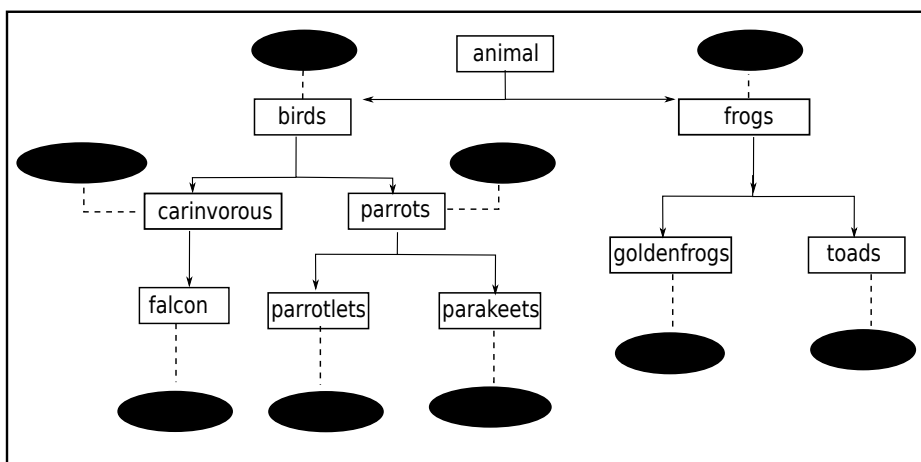 animal
birds
frogs
carinvorous
parrots
goldenfrogs
toads
falcon
parrotlets
parakeets